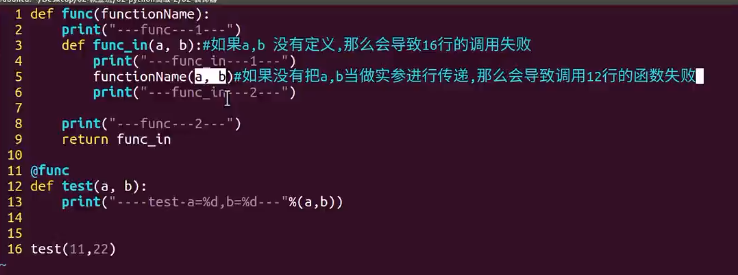 1 def func(functionName):
2     print("---func---1---")
3     def func_in(a, b):#如果a,b 没有定义,那么会导致16行的调用失败
4         print("---func_in---1---")
5         functionName(a, b)#如果没有把a,b当做实参进行传递,那么会导致调用12行的函数失败
6         print("---func_in---2---")
7
8     print("---func---2---")
9     return func_in
10
11 @func
12 def test(a, b):
13     print("----test-a=%d,b=%d---"%(a,b))
14
15
16 test(11,22)
~